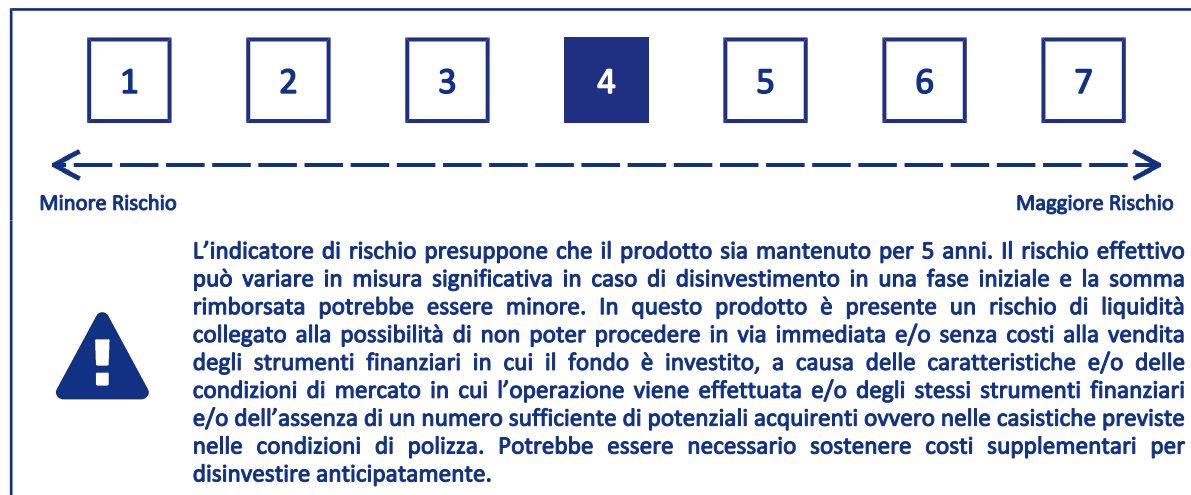 1 2 3 4 5 6 7
Minore Rischio Maggiore Rischio
L’indicatore di rischio presuppone che il prodotto sia mantenuto per 5 anni. Il rischio effettivo
può variare in misura significativa in caso di disinvestimento in una fase iniziale e la somma
rimborsata potrebbe essere minore. In questo prodotto è presente un rischio di liquidità
collegato alla possibilità di non poter procedere in via immediata e/o senza costi alla vendita
degli strumenti finanziari in cui il fondo è investito, a causa delle caratteristiche e/o delle
condizioni di mercato in cui l’operazione viene effettuata e/o degli stessi strumenti finanziari
e/o dell’assenza di un numero sufficiente di potenziali acquirenti ovvero nelle casistiche previste
nelle condizioni di polizza. Potrebbe essere necessario sostenere costi supplementari per
disinvestire anticipatamente.